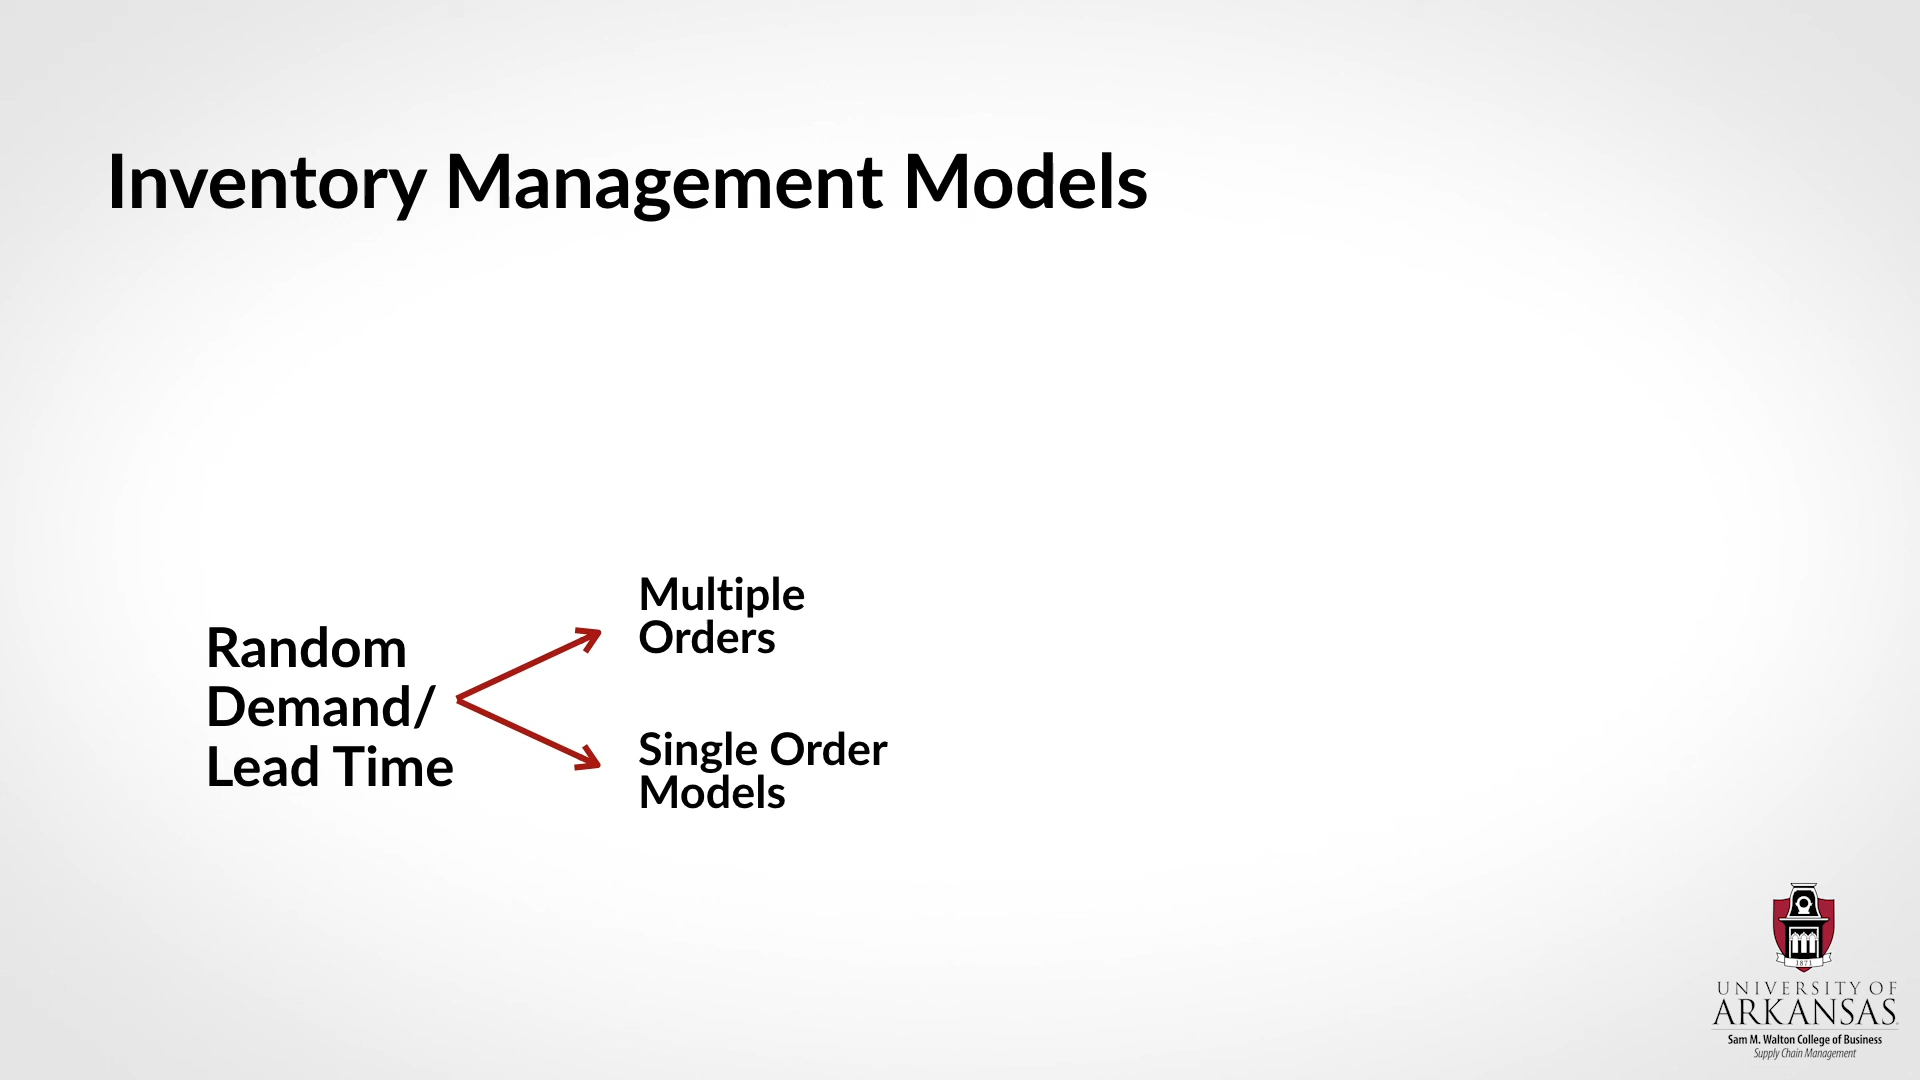 Inventory Management Models
Random
Demand/
Lead Time
Multiple
Orders
Single Order
Models
1871
UNIVERSITY OF
ARKANSAS
Sam M. Walton College of Business
Supply Chain Management